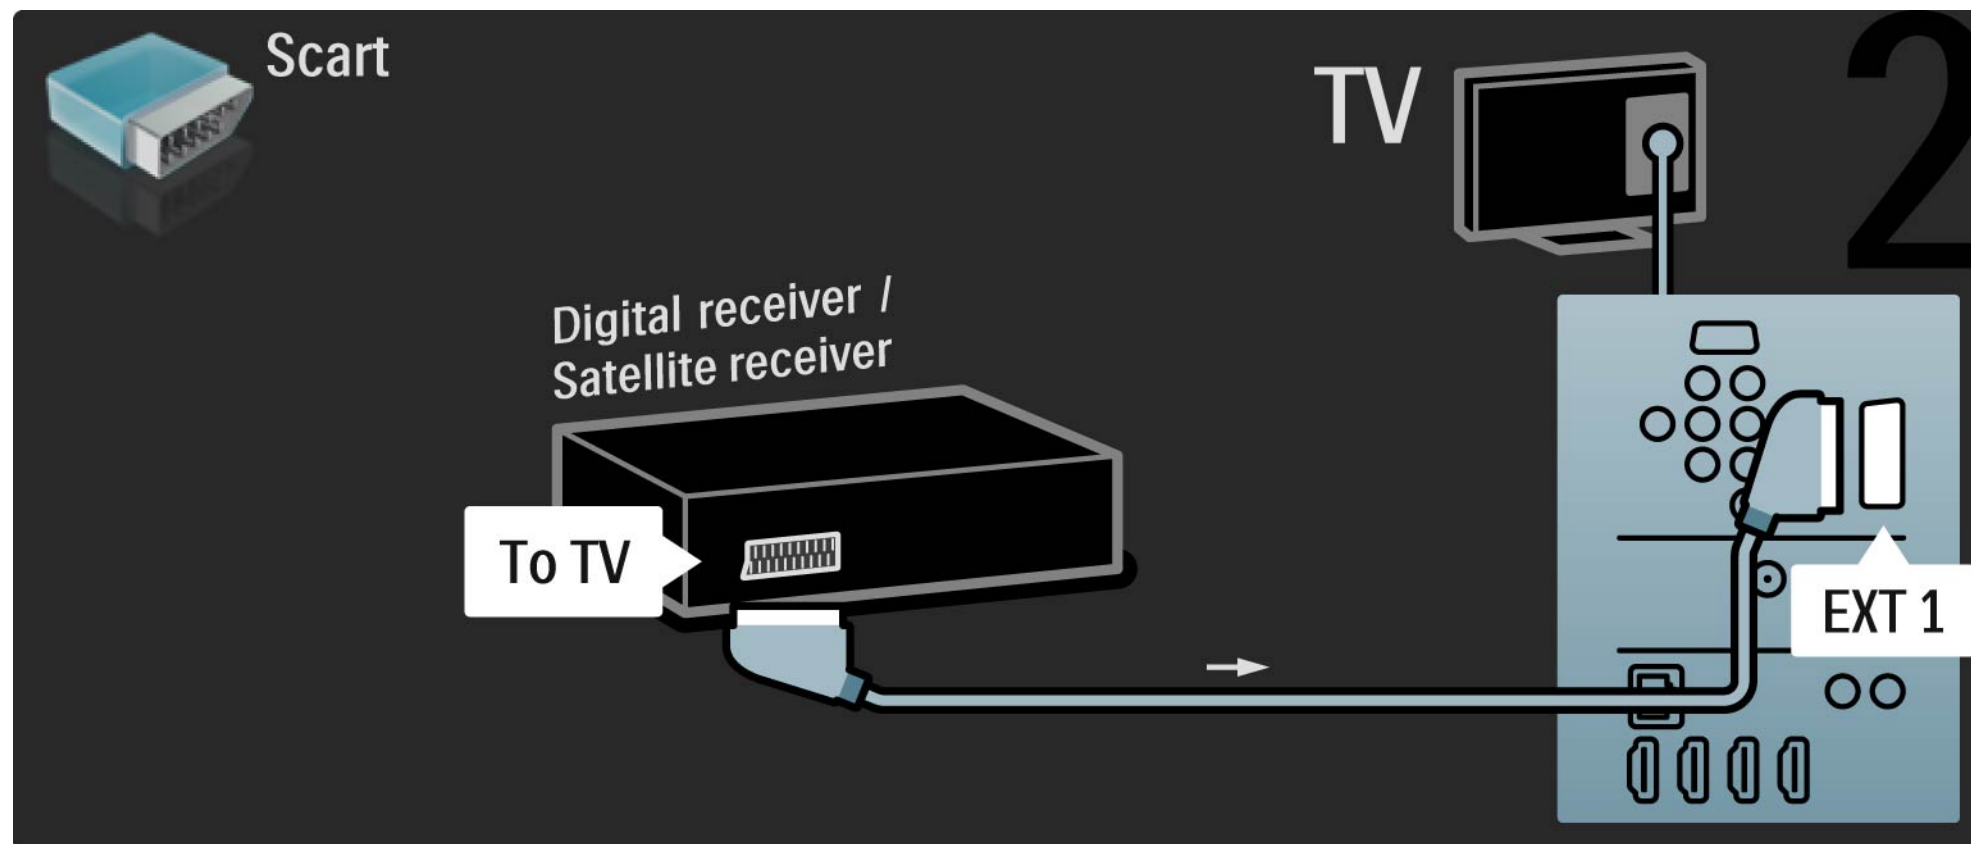 Scart
TV
2
Digital receiver /
Satellite receiver
To TV
EXT 1